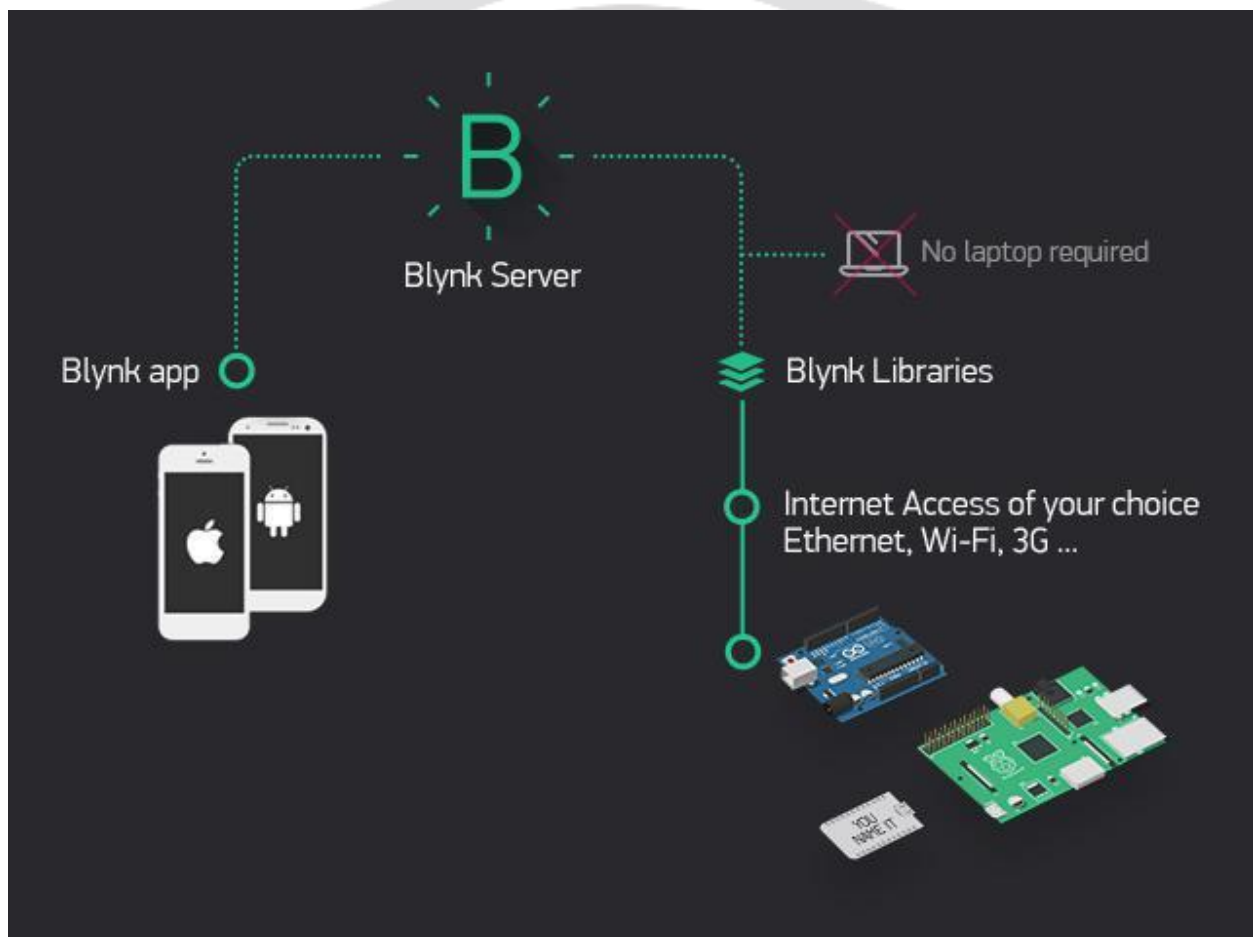 B
Blynk Server
No laptop required
Blynk app
Blynk Libraries
Internet Access of your choice
Ethernet, Wi-Fi, 3G ...
YOU
NAME IT